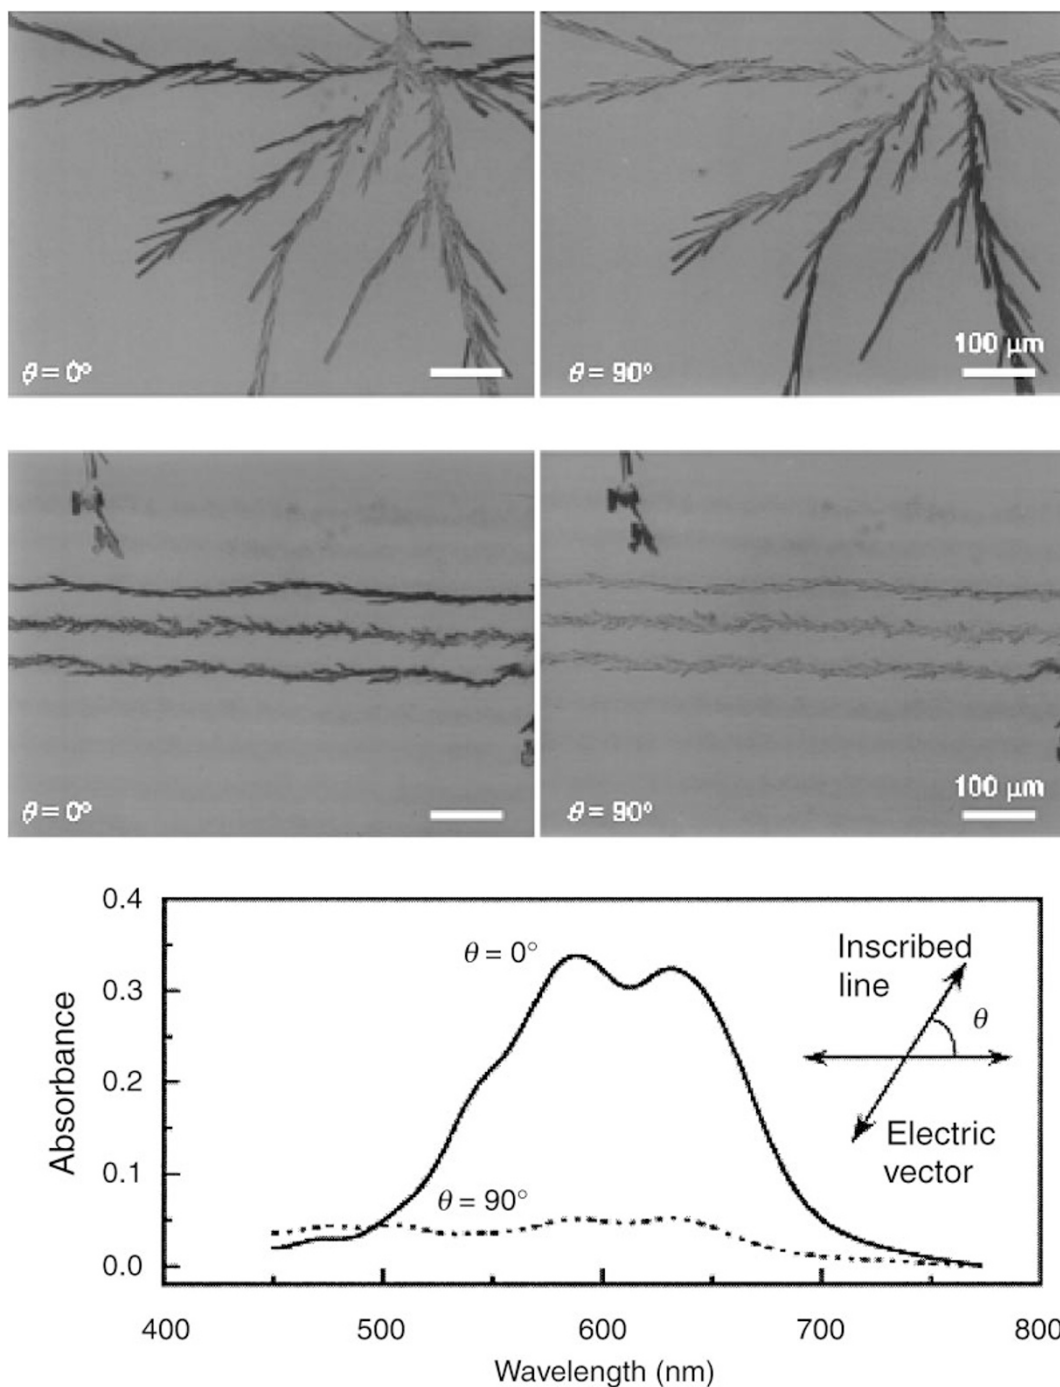 θ = 0°
θ = 90°
100 μm
θ = 0°
θ = 90°
100 μm
0.4
0.3
0.2
0.1
0.0
Absorbance
θ = 0°
θ = 90°
Inscribed
line
θ
Electric
vector
400
500
600
700
800
Wavelength (nm)